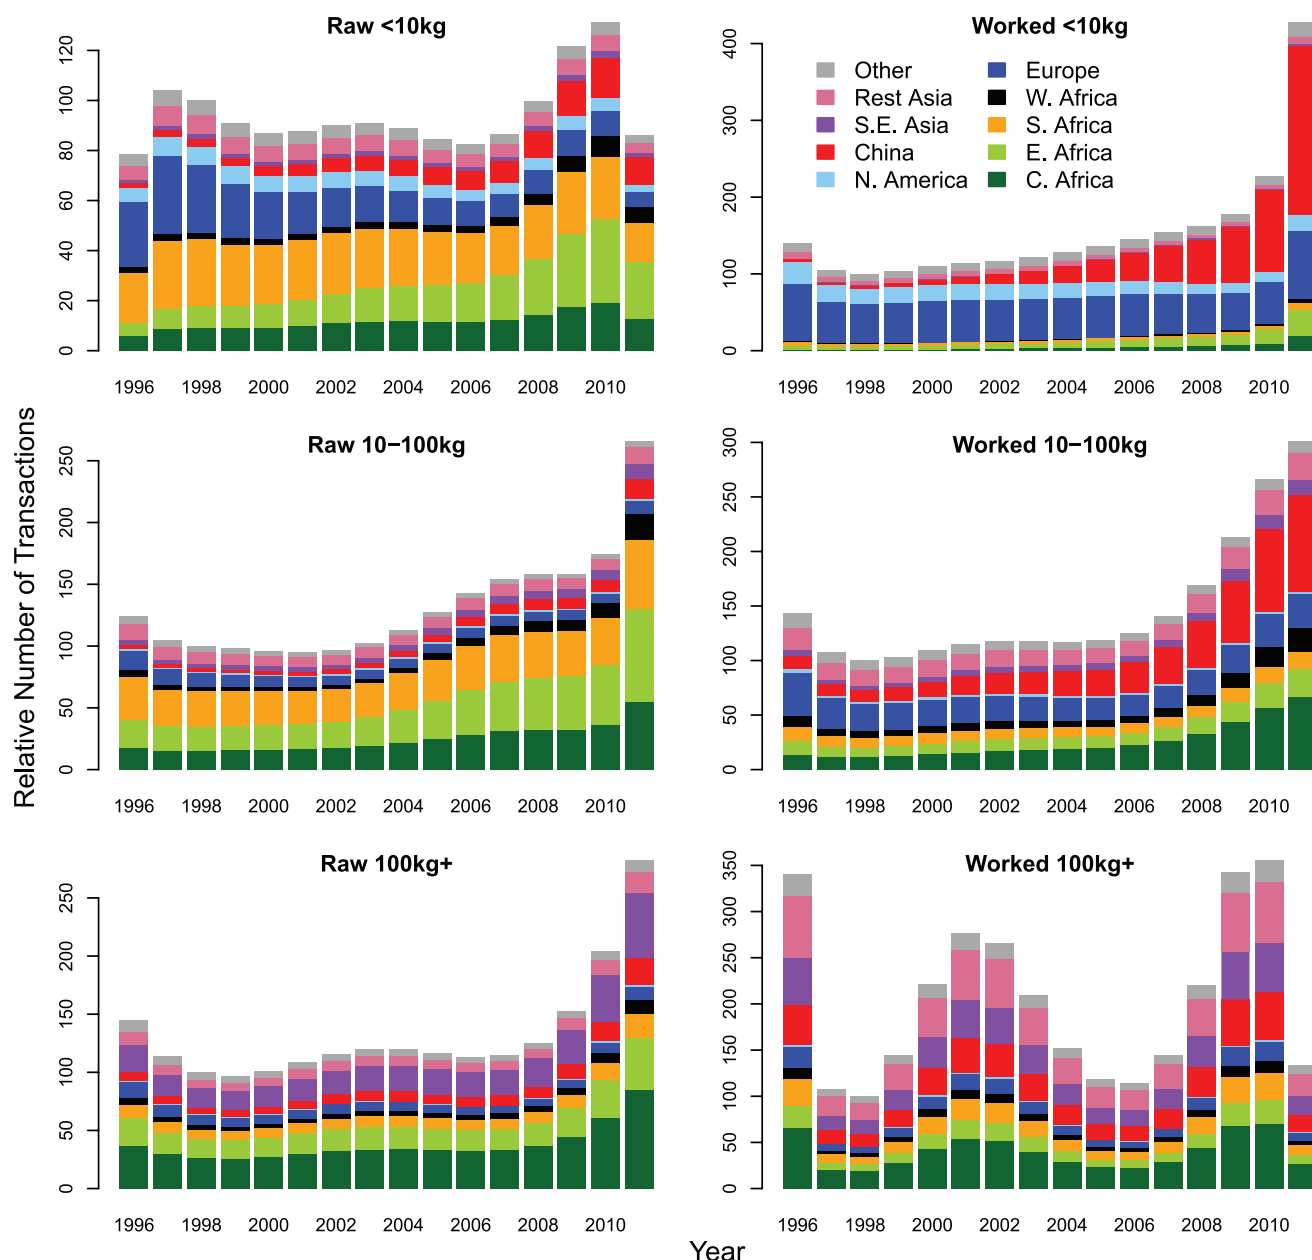 Raw <10kg
Worked <10kg
0 20 40 60 80 100 120
1996 1998 2000 2002 2004 2006 2008 2010
0 100 200 300 400
Other Europe
Rest Asia W. Africa
S.E. Asia S. Africa
China E. Africa
N. America C. Africa
1996 1998 2000 2002 2004 2006 2008 2010
Relative Number of Transactions
Raw 10−100kg
Worked 10−100kg
0 50 100 150 200 250
1996 1998 2000 2002 2004 2006 2008 2010
0 50 100 150 200 250 300
1996 1998 2000 2002 2004 2006 2008 2010
Raw 100kg+
Worked 100kg+
0 50 100 150 200 250
1996 1998 2000 2002 2004 2006 2008 2010
0 50 100 150 200 250 300 350
1996 1998 2000 2002 2004 2006 2008 2010
Year